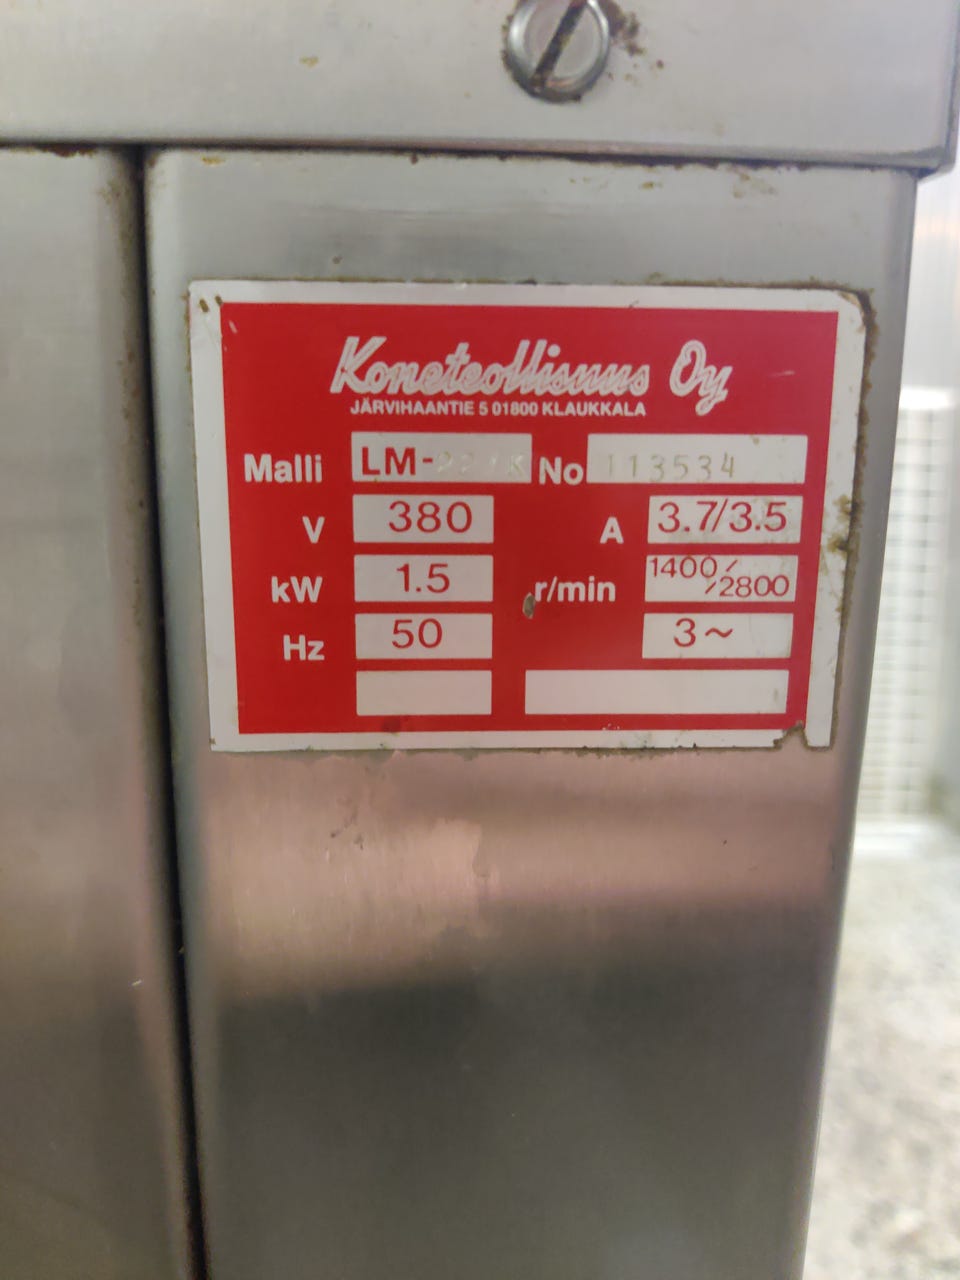 Koneteollisuus Oy
JÄRVIHAANTIE 5 01800 KLAUKKALA
Malli LM- No 113534
V 380 A 3.7/3.5
kW 1.5 r/min 1400/2800
Hz 50 3~